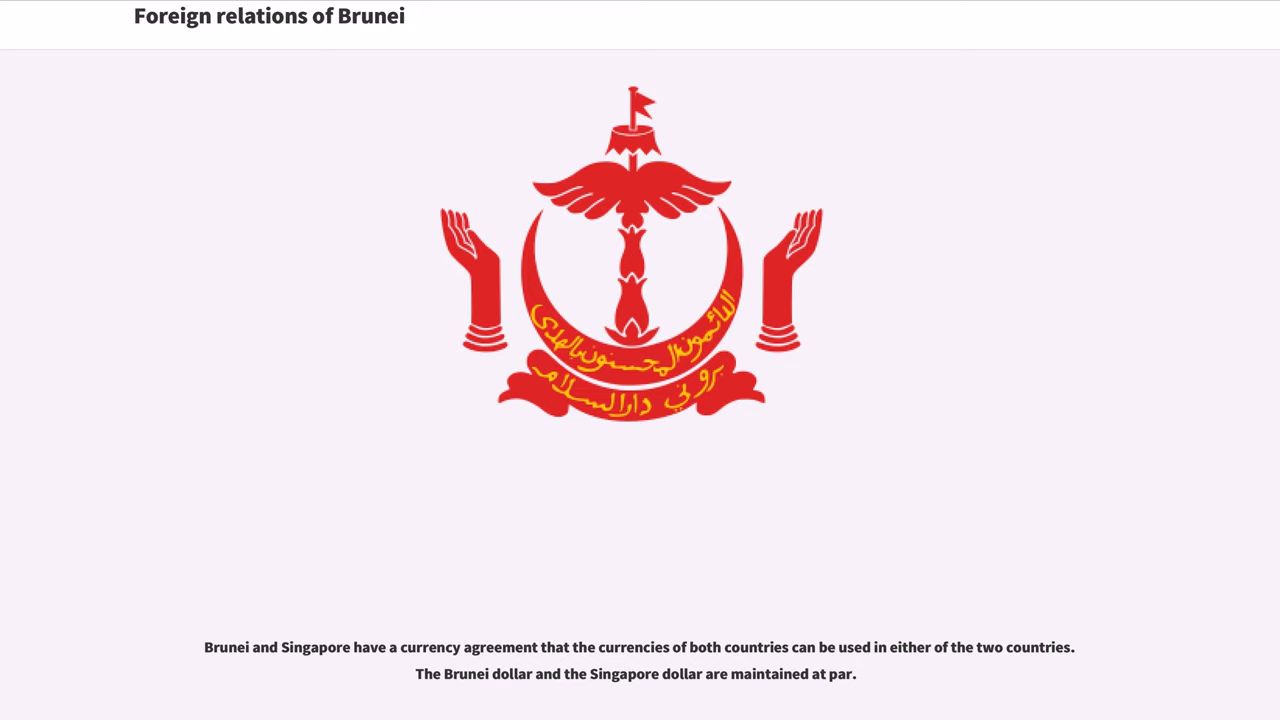 Foreign relations of Brunei
الدائمون المحسنون بالهدى
بروني دارالسلام
Brunei and Singapore have a currency agreement that the currencies of both countries can be used in either of the two countries.
The Brunei dollar and the Singapore dollar are maintained at par.